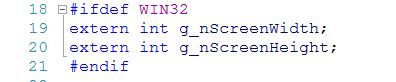 18 #ifdef WIN32
19 extern int g_nScreenWidth;
20 extern int g_nScreenHeight;
21 #endif